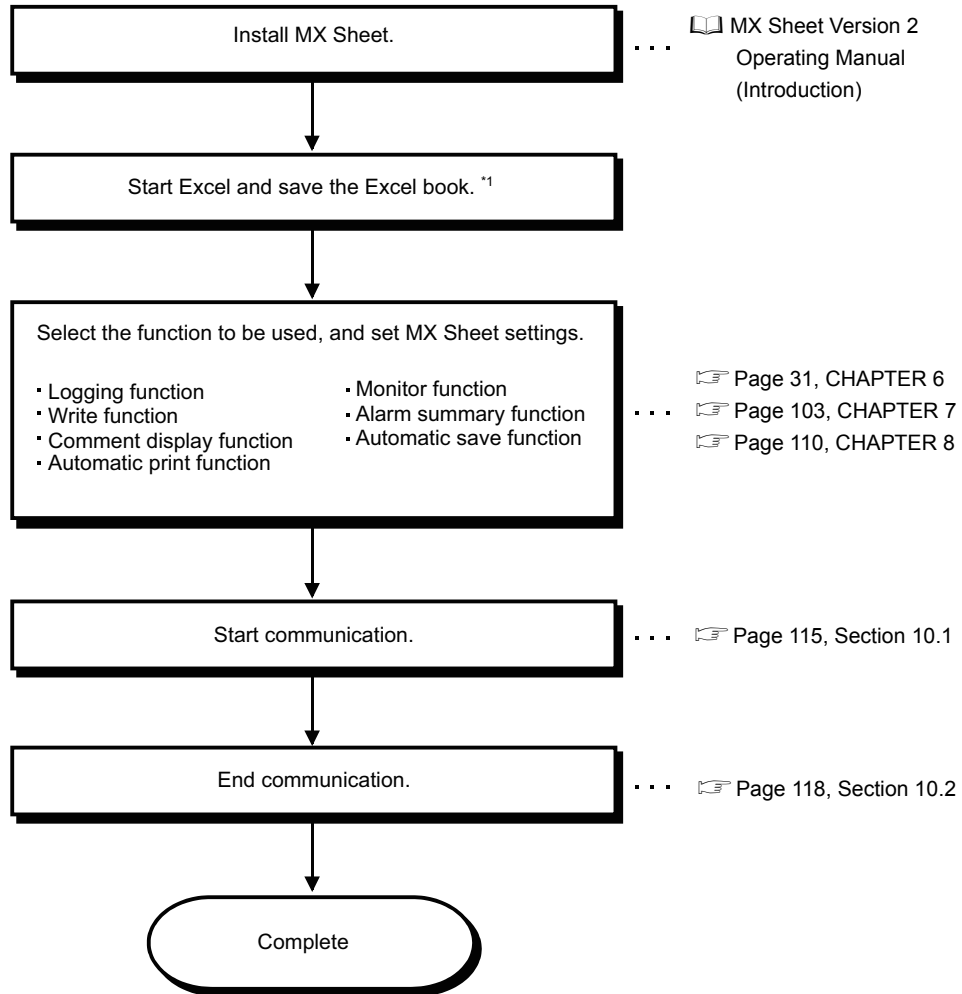 Install MX Sheet.
MX Sheet Version 2
Operating Manual
(Introduction)
Start Excel and save the Excel book. *1
Select the function to be used, and set MX Sheet settings.
▪ Logging function
▪ Write function
▪ Comment display function
▪ Automatic print function
▪ Monitor function
▪ Alarm summary function
▪ Automatic save function
Page 31, CHAPTER 6
Page 103, CHAPTER 7
Page 110, CHAPTER 8
Start communication.
Page 115, Section 10.1
End communication.
Page 118, Section 10.2
Complete